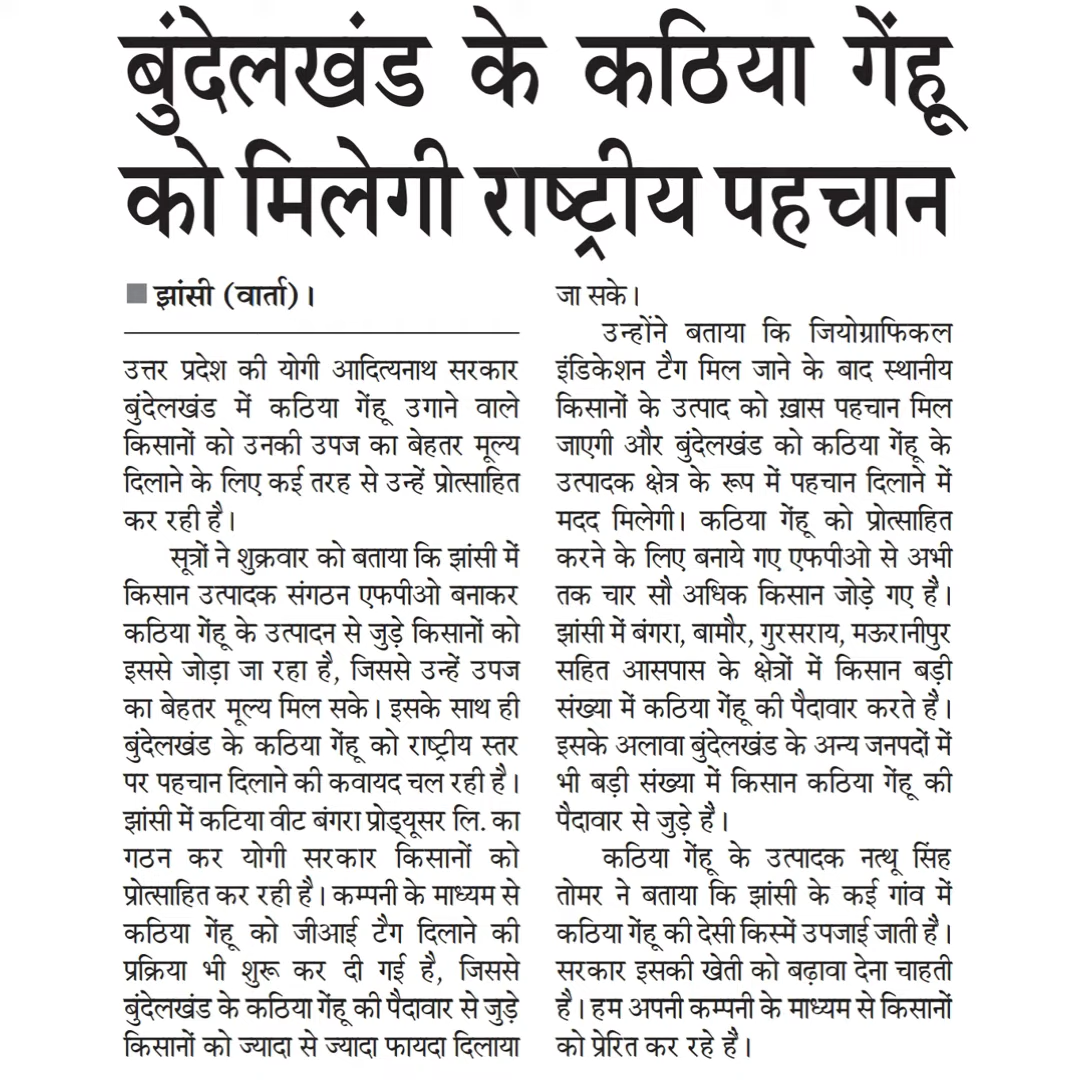 बुंदेलखंड के कठिया गेंहू
को मिलेगी राष्ट्रीय पहचान
झांसी (वार्ता)।
उत्तर प्रदेश की योगी आदित्यनाथ सरकार
बुंदेलखंड में कठिया गेंहू उगाने वाले
किसानों को उनकी उपज का बेहतर मूल्य
दिलाने के लिए कई तरह से उन्हें प्रोत्साहित
कर रही है।
सूत्रों ने शुक्रवार को बताया कि झांसी में
किसान उत्पादक संगठन एफपीओ बनाकर
कठिया गेंहू के उत्पादन से जुड़े किसानों को
इससे जोड़ा जा रहा है, जिससे उन्हें उपज
का बेहतर मूल्य मिल सके। इसके साथ ही
बुंदेलखंड के कठिया गेंहू को राष्ट्रीय स्तर
पर पहचान दिलाने की कवायद चल रही है।
झांसी में कटिया वीट बंगरा प्रोड्यूसर लि. का
गठन कर योगी सरकार किसानों को
प्रोत्साहित कर रही है। कम्पनी के माध्यम से
कठिया गेंहू को जीआई टैग दिलाने की
प्रक्रिया भी शुरू कर दी गई है, जिससे
बुंदेलखंड के कठिया गेंहू की पैदावार से जुड़े
किसानों को ज्यादा से ज्यादा फायदा दिलाया
जा सके।
उन्होंने बताया कि जियोग्राफिकल
इंडिकेशन टैग मिल जाने के बाद स्थानीय
किसानों के उत्पाद को ख़ास पहचान मिल
जाएगी और बुंदेलखंड को कठिया गेंहू के
उत्पादक क्षेत्र के रूप में पहचान दिलाने में
मदद मिलेगी। कठिया गेंहू को प्रोत्साहित
करने के लिए बनाये गए एफपीओ से अभी
तक चार सौ अधिक किसान जोड़े गए हैं।
झांसी में बंगरा, बामौर, गुरसराय, मऊरानीपुर
सहित आसपास के क्षेत्रों में किसान बड़ी
संख्या में कठिया गेंहू की पैदावार करते हैं।
इसके अलावा बुंदेलखंड के अन्य जनपदों में
भी बड़ी संख्या में किसान कठिया गेंहू की
पैदावार से जुड़े हैं।
कठिया गेंहू के उत्पादक नत्थू सिंह
तोमर ने बताया कि झांसी के कई गांव में
कठिया गेंहू की देसी किस्में उपजाई जाती हैं।
सरकार इसकी खेती को बढ़ावा देना चाहती
है। हम अपनी कम्पनी के माध्यम से किसानों
को प्रेरित कर रहे हैं।